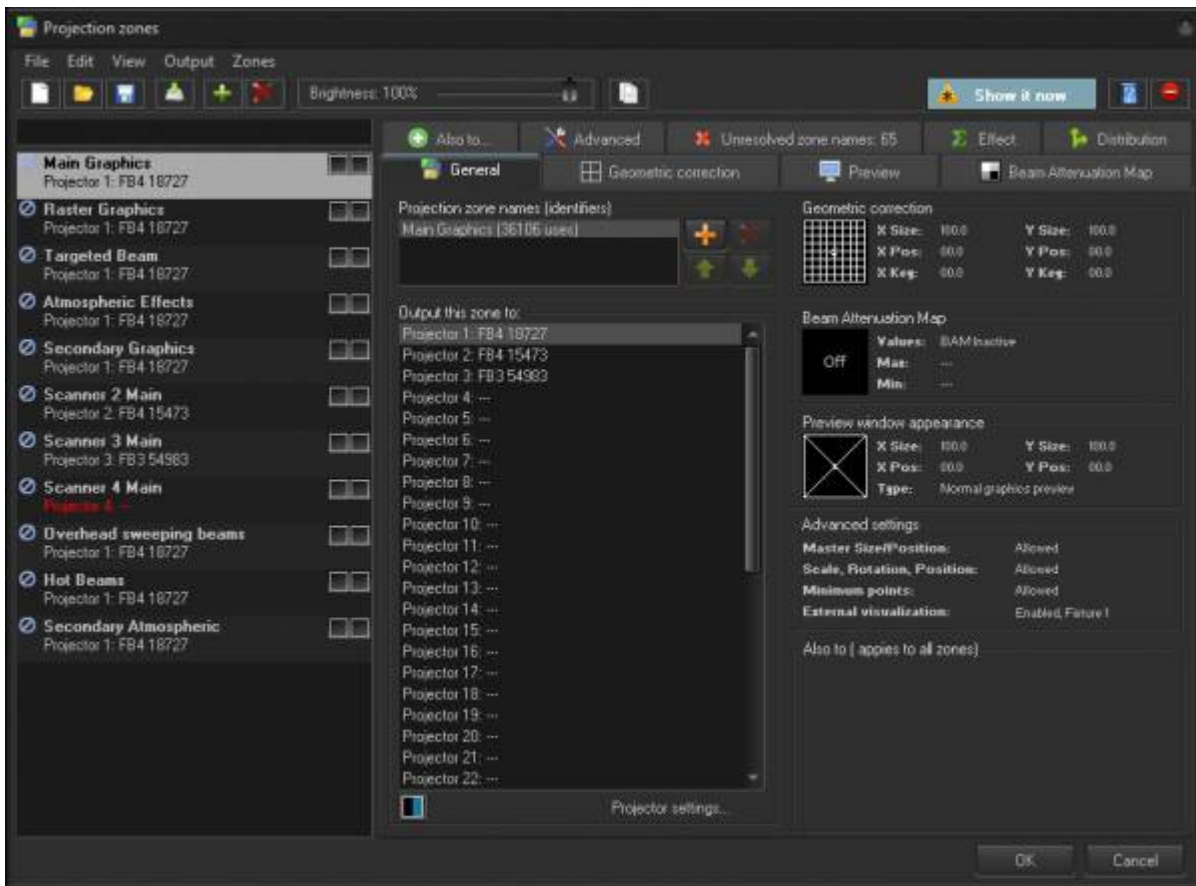 Projection zones
File Edit View Output Zones
Brightness: 100%
Show it now
Main Graphics
Projector 1: FB4 18727
Raster Graphics
Projector 1: FB4 18727
Targeted Beam
Projector 1: FB4 18727
Atmospheric Effects
Projector 1: FB4 18727
Secondary Graphics
Projector 1: FB4 18727
Scanner 2 Main
Projector 2: FB4 15473
Scanner 3 Main
Projector 3: FB3 54983
Scanner 4 Main
Projector 4: ---
Overhead sweeping beams
Projector 1: FB4 18727
Hot Beams
Projector 1: FB4 18727
Secondary Atmospheric
Projector 1: FB4 18727
Also to... Advanced Unresolved zone names: 65 Effect Distribution
General Geometric correction Preview Beam Attenuation Map
Projection zone names (identifiers)
Main Graphics (36106 uses)
Output this zone to:
Projector 1: FB4 18727
Projector 2: FB4 15473
Projector 3: FB3 54983
Projector 4: ---
Projector 5: ---
Projector 6: ---
Projector 7: ---
Projector 8: ---
Projector 9: ---
Projector 10: ---
Projector 11: ---
Projector 12: ---
Projector 13: ---
Projector 14: ---
Projector 15: ---
Projector 16: ---
Projector 17: ---
Projector 18: ---
Projector 19: ---
Projector 20: ---
Projector 21: ---
Projector 22: ---
Projector settings...
Geometric correction
X Size: 100.0 Y Size: 100.0
X Pos: 00.0 Y Pos: 00.0
X Key: 00.0 Y Key: 00.0
Beam Attenuation Map
Off
Values: BAM Inactive
Max: ---
Min: ---
Preview window appearance
X Size: 100.0 Y Size: 100.0
X Pos: 00.0 Y Pos: 00.0
Type: Normal graphics preview
Advanced settings
Master Size/Position: Allowed
Scale, Rotation, Position: Allowed
Minimum points: Allowed
External visualization: Enabled, Fixture 1
Also to ( appies to all zones)
OK Cancel